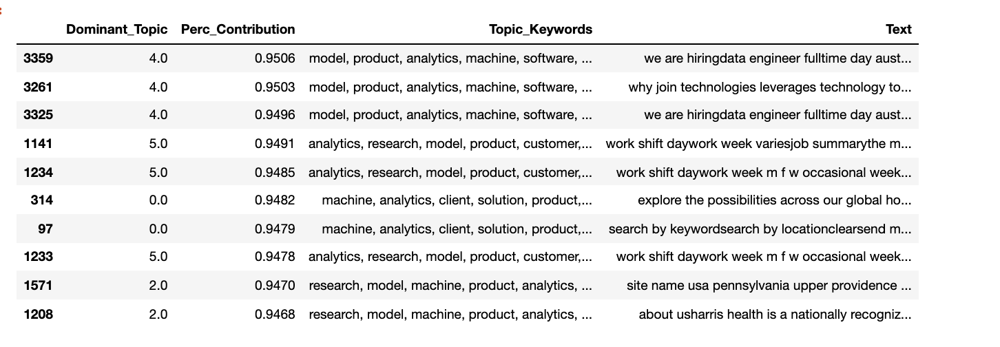 Dominant_Topic Perc_Contribution Topic_Keywords Text
3359 4.0 0.9506 model, product, analytics, machine, software, ... we are hiringdata engineer fulltime day aust...
3261 4.0 0.9503 model, product, analytics, machine, software, ... why join technologies leverages technology to...
3325 4.0 0.9496 model, product, analytics, machine, software, ... we are hiringdata engineer fulltime day aust...
1141 5.0 0.9491 analytics, research, model, product, customer,... work shift daywork week variesjob summarythe m...
1234 5.0 0.9485 analytics, research, model, product, customer,... work shift daywork week m f w occasional week...
314 0.0 0.9482 machine, analytics, client, solution, product,... explore the possibilities across our global ho...
97 0.0 0.9479 machine, analytics, client, solution, product,... search by keywordsearch by locationclearsend m...
1233 5.0 0.9478 analytics, research, model, product, customer,... work shift daywork week m f w occasional week...
1571 2.0 0.9470 research, model, machine, product, analytics, ... site name usa pennsylvania upper providence ...
1208 2.0 0.9468 research, model, machine, product, analytics, ... about usharris health is a nationally recogniz...